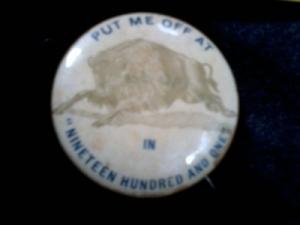 PUT ME OFF AT
IN
"NINETEEN HUNDRED AND ONE"